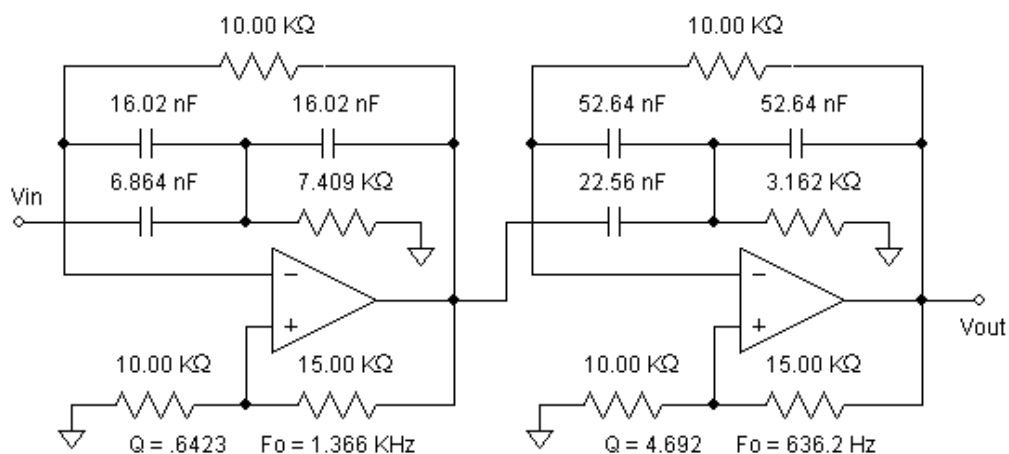 10.00 KΩ 10.00 KΩ
16.02 nF 16.02 nF 52.64 nF 52.64 nF
Vin 6.864 nF 7.409 KΩ 22.56 nF 3.162 KΩ
− −
+ +
Vout
10.00 KΩ 15.00 KΩ 10.00 KΩ 15.00 KΩ
Q = .6423 Fo = 1.366 KHz Q = 4.692 Fo = 636.2 Hz